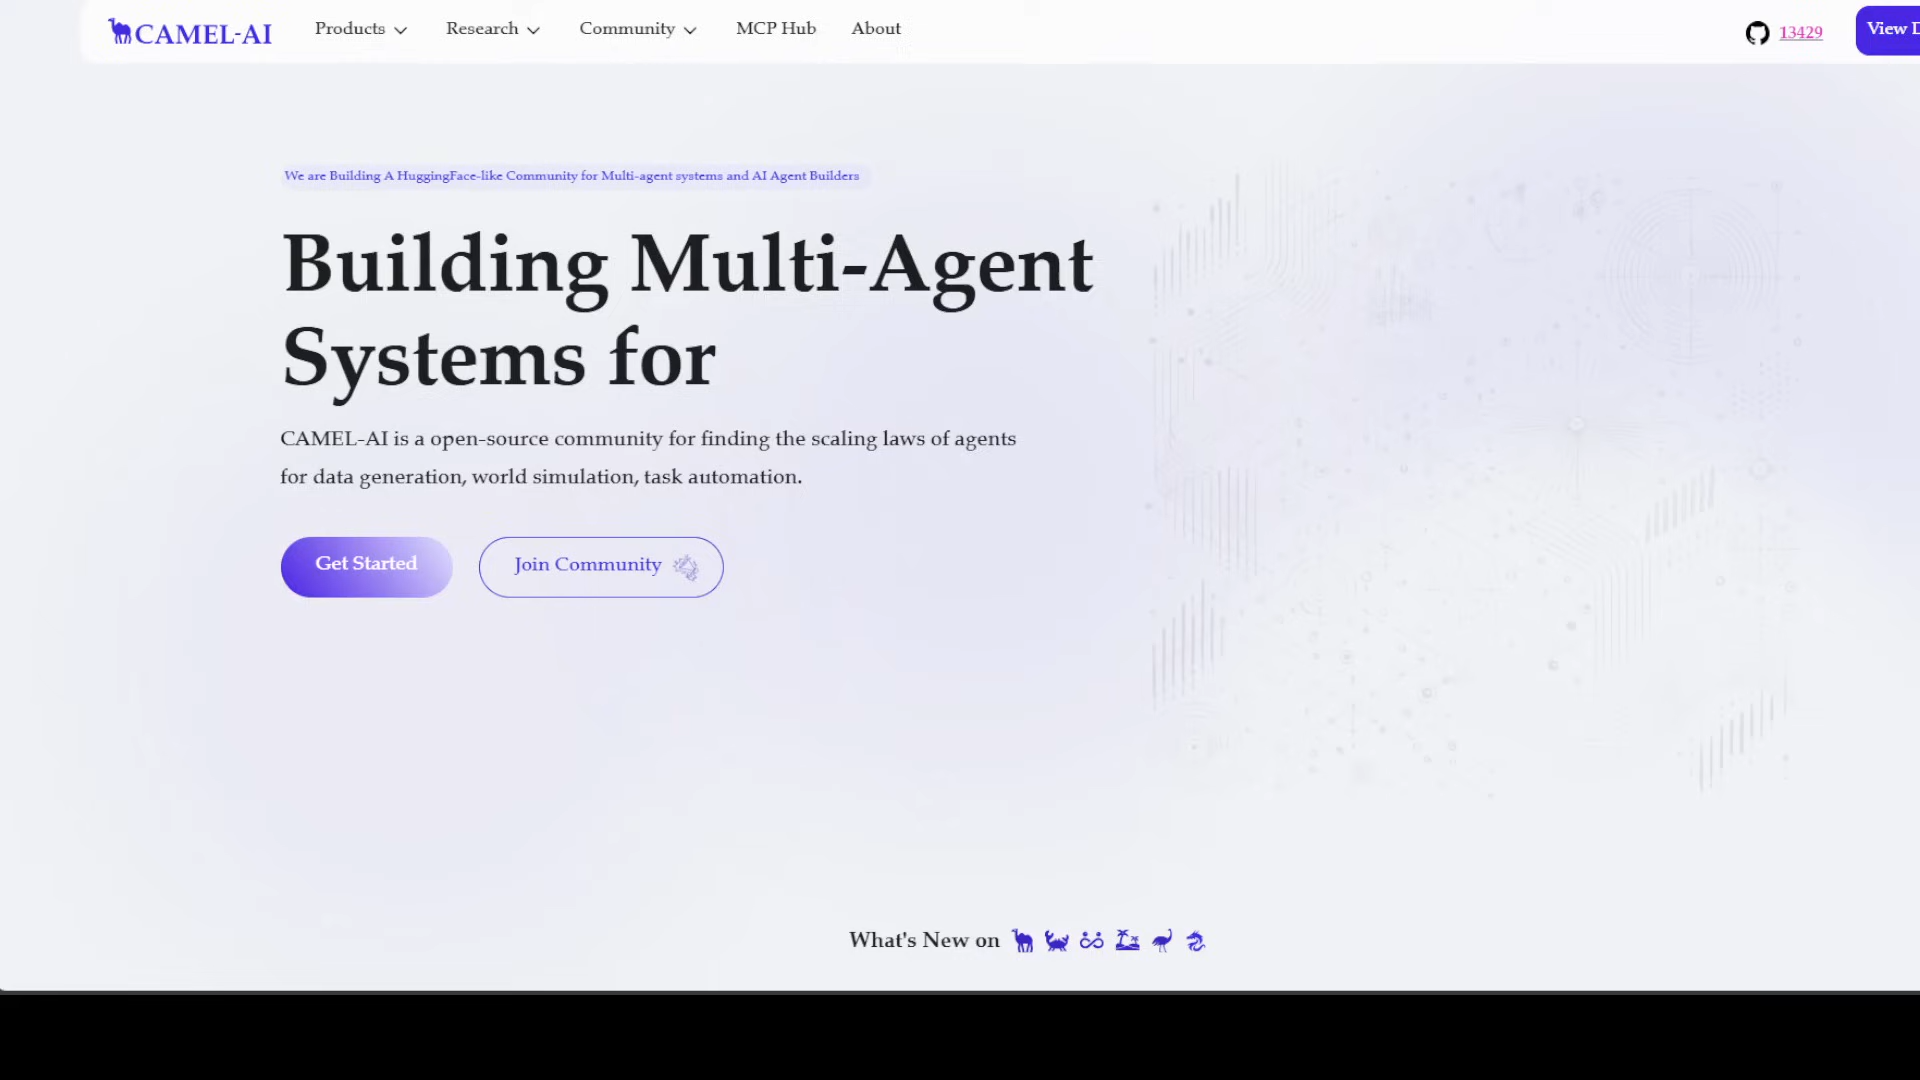 CAMEL-AI
Products
Research
Community
MCP Hub
About
13429
View D
We are Building A HuggingFace-like Community for Multi-agent systems and AI Agent Builders
Building Multi-Agent
Systems for
CAMEL-AI is a open-source community for finding the scaling laws of agents
for data generation, world simulation, task automation.
Get Started
Join Community
What's New on